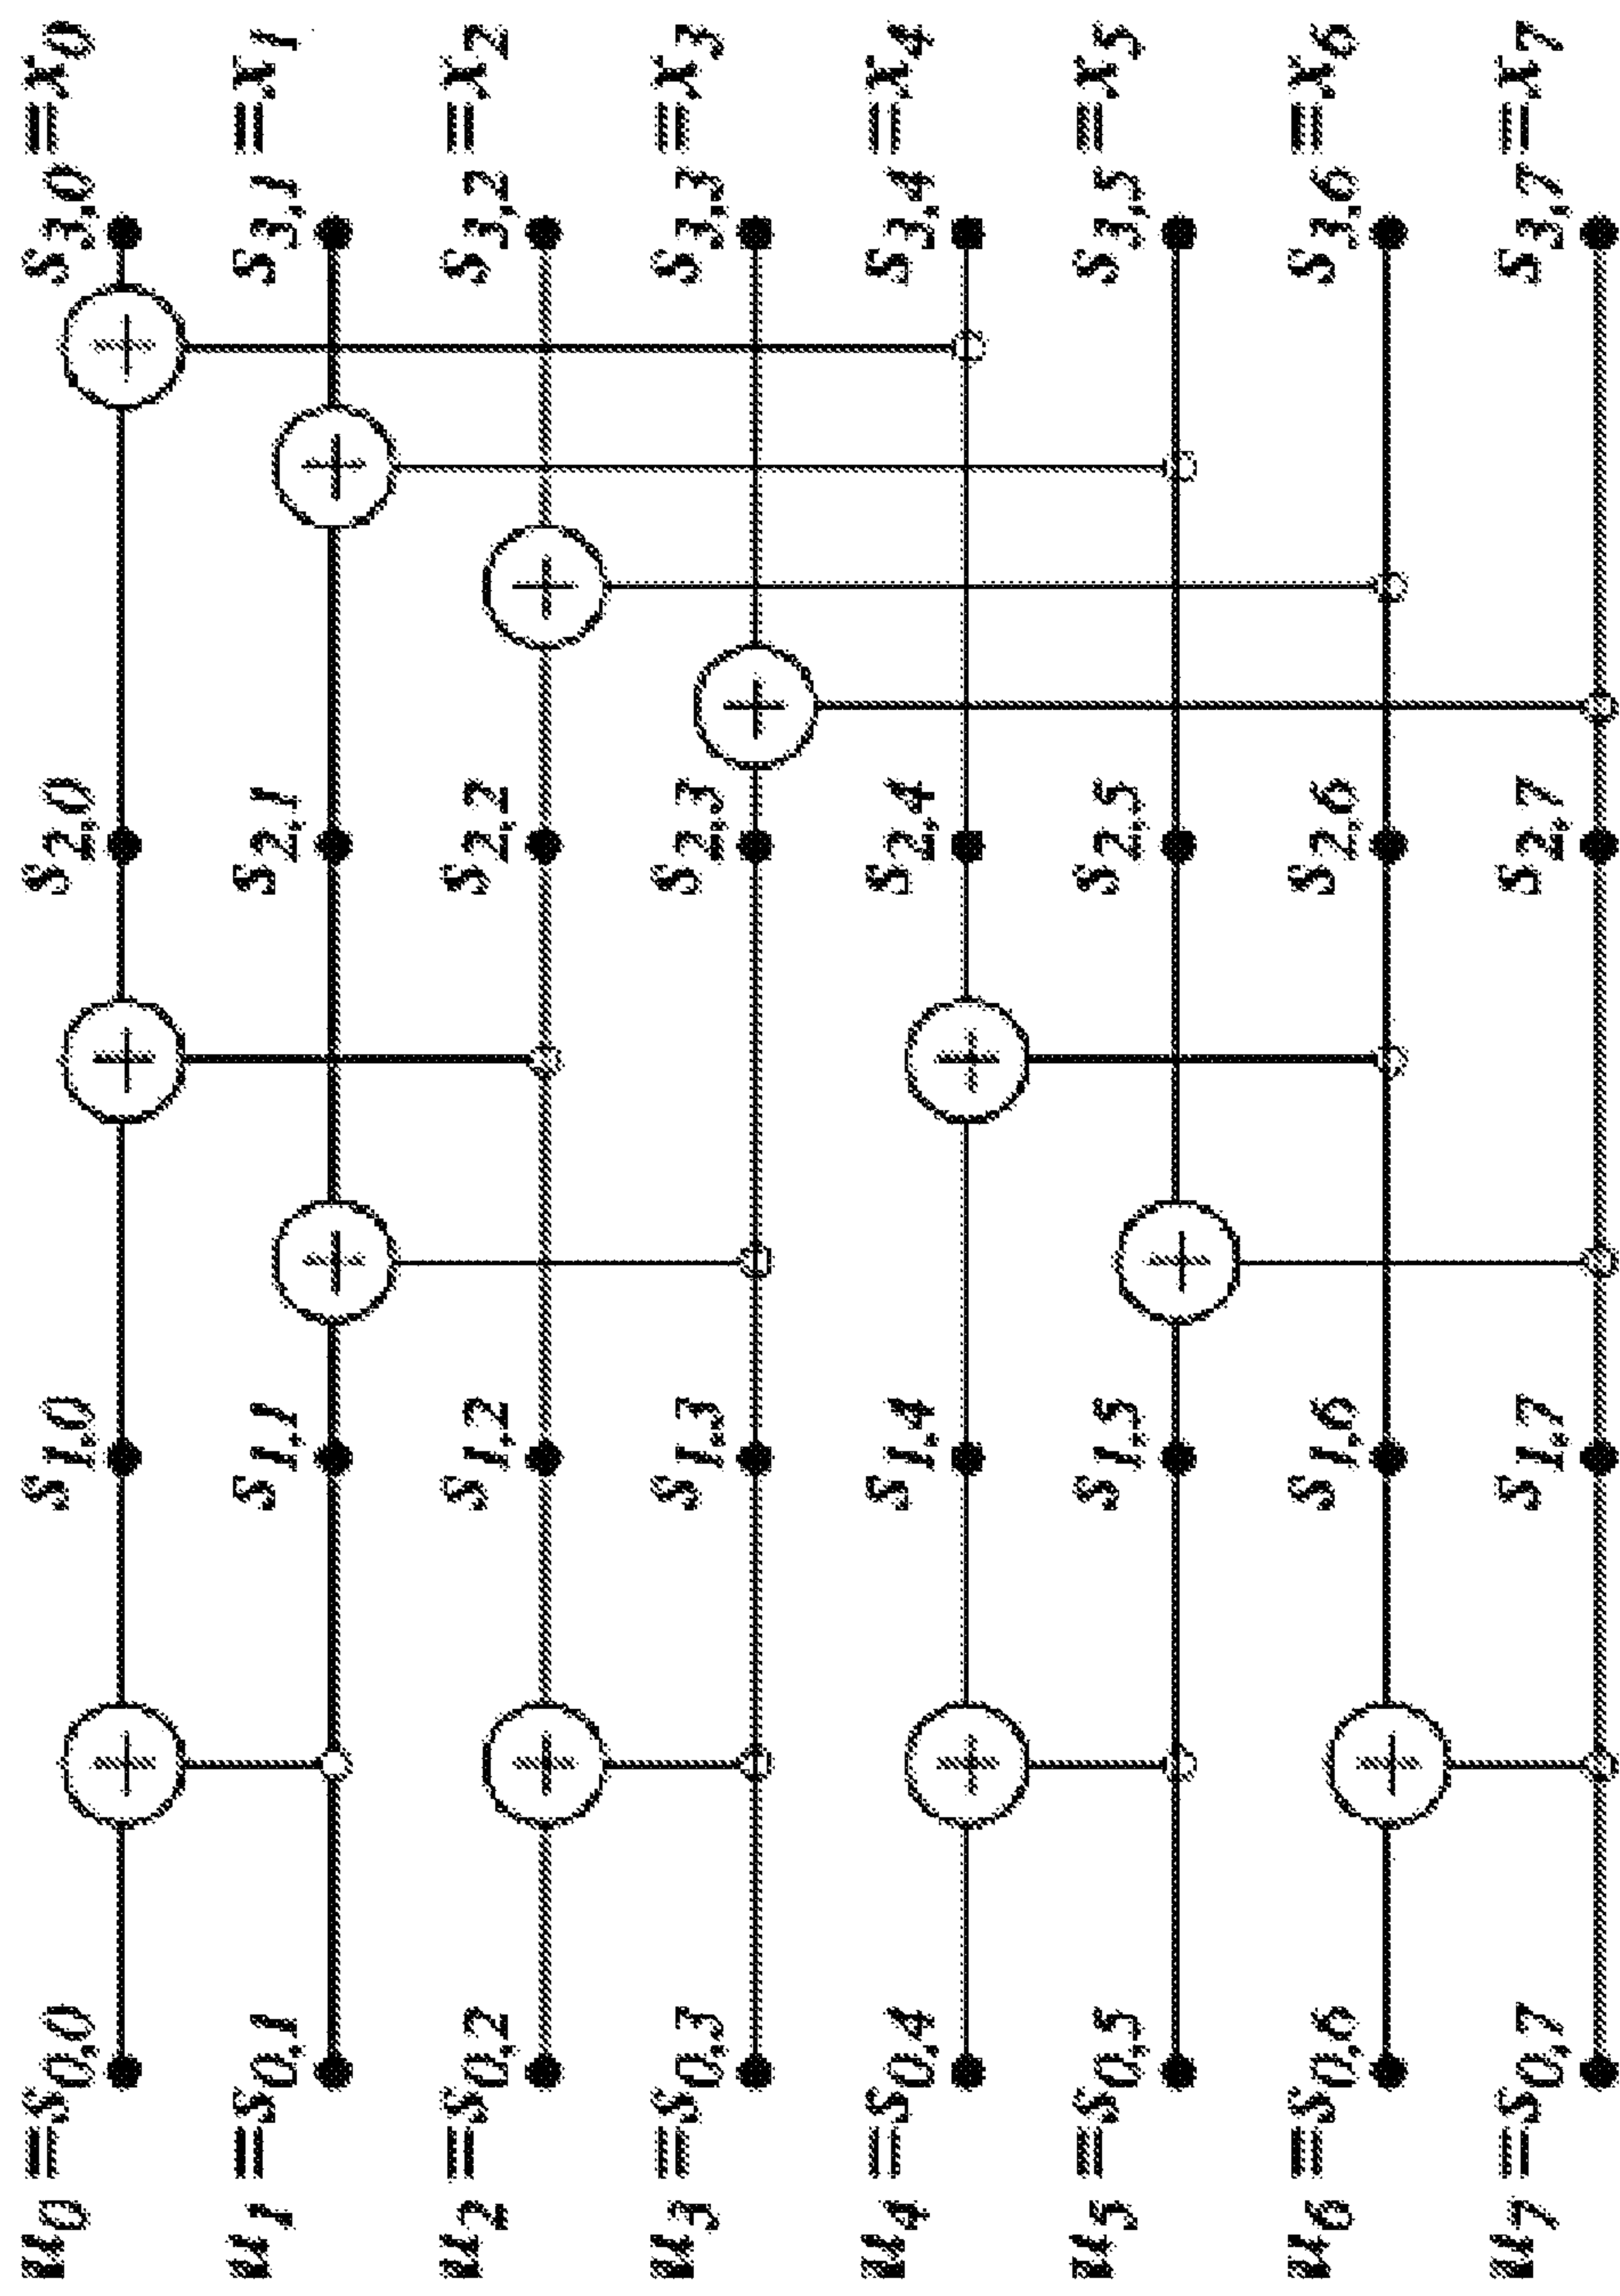 u₀ =s₀,₀ s₁,₀ s₂,₀ s₃,₀ =x₀
u₁ =s₀,₁ s₁,₁ s₂,₁ s₃,₁ =x₁
u₂ =s₀,₂ s₁,₂ s₂,₂ s₃,₂ =x₂
u₃ =s₀,₃ s₁,₃ s₂,₃ s₃,₃ =x₃
u₄ =s₀,₄ s₁,₄ s₂,₄ s₃,₄ =x₄
u₅ =s₀,₅ s₁,₅ s₂,₅ s₃,₅ =x₅
u₆ =s₀,₆ s₁,₆ s₂,₆ s₃,₆ =x₆
u₇ =s₀,₇ s₁,₇ s₂,₇ s₃,₇ =x₇